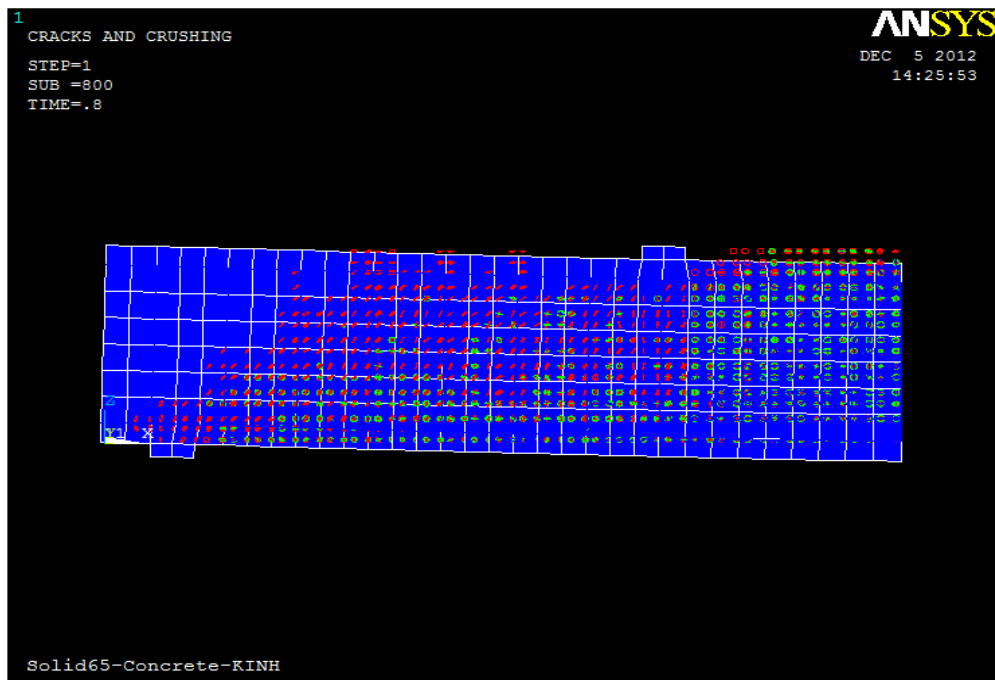 1
CRACKS AND CRUSHING
STEP=1
SUB =800
TIME=.8
ANSYS
DEC 5 2012
14:25:53
Z
X
Solid65-Concrete-KINH